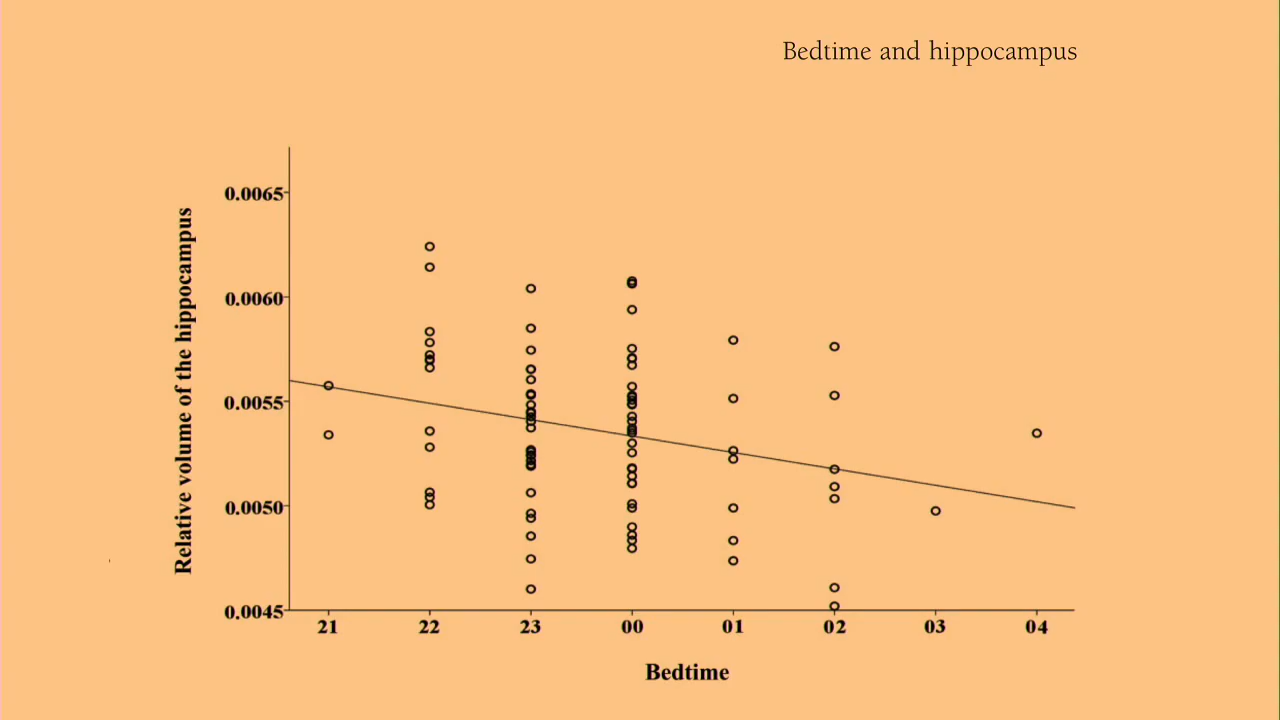 Bedtime and hippocampus
Relative volume of the hippocampus
0.0065
0.0060
0.0055
0.0050
0.0045
21 22 23 00 01 02 03 04
Bedtime